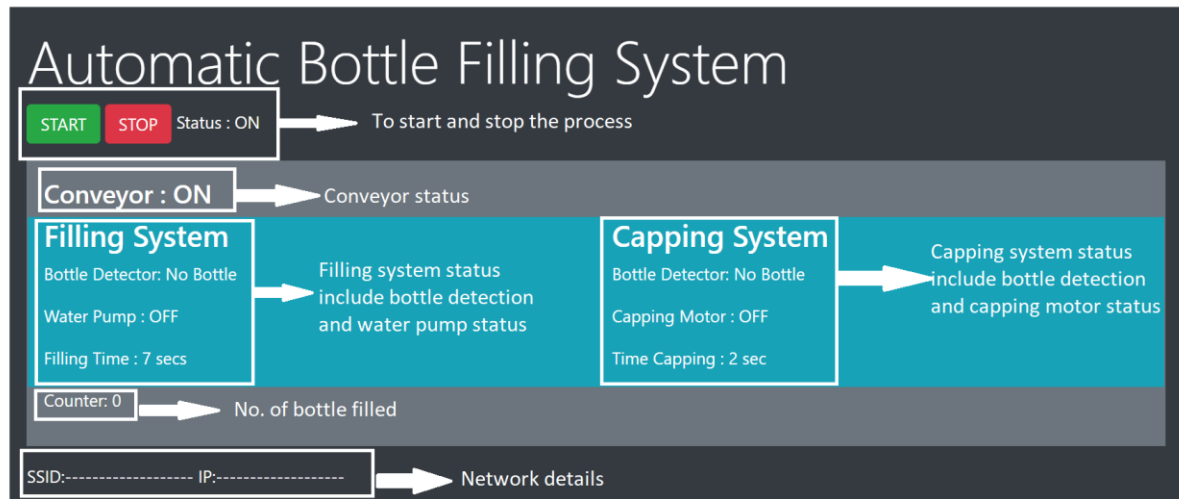 Automatic Bottle Filling System
START STOP Status : ON
To start and stop the process
Conveyor : ON
Conveyor status
Filling System
Bottle Detector: No Bottle
Water Pump : OFF
Filling Time : 7 secs
Filling system status
include bottle detection
and water pump status
Capping System
Bottle Detector: No Bottle
Capping Motor : OFF
Time Capping : 2 sec
Capping system status
include bottle detection
and capping motor status
Counter: 0
No. of bottle filled
SSID:------------------- IP:-------------------
Network details